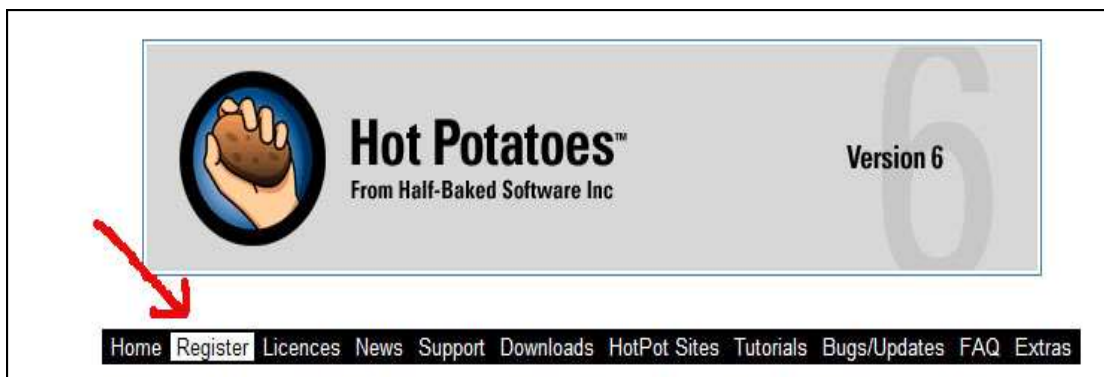 Hot Potatoes™
From Half-Baked Software Inc
Version 6
6
Home Register Licences News Support Downloads HotPot Sites Tutorials Bugs/Updates FAQ Extras